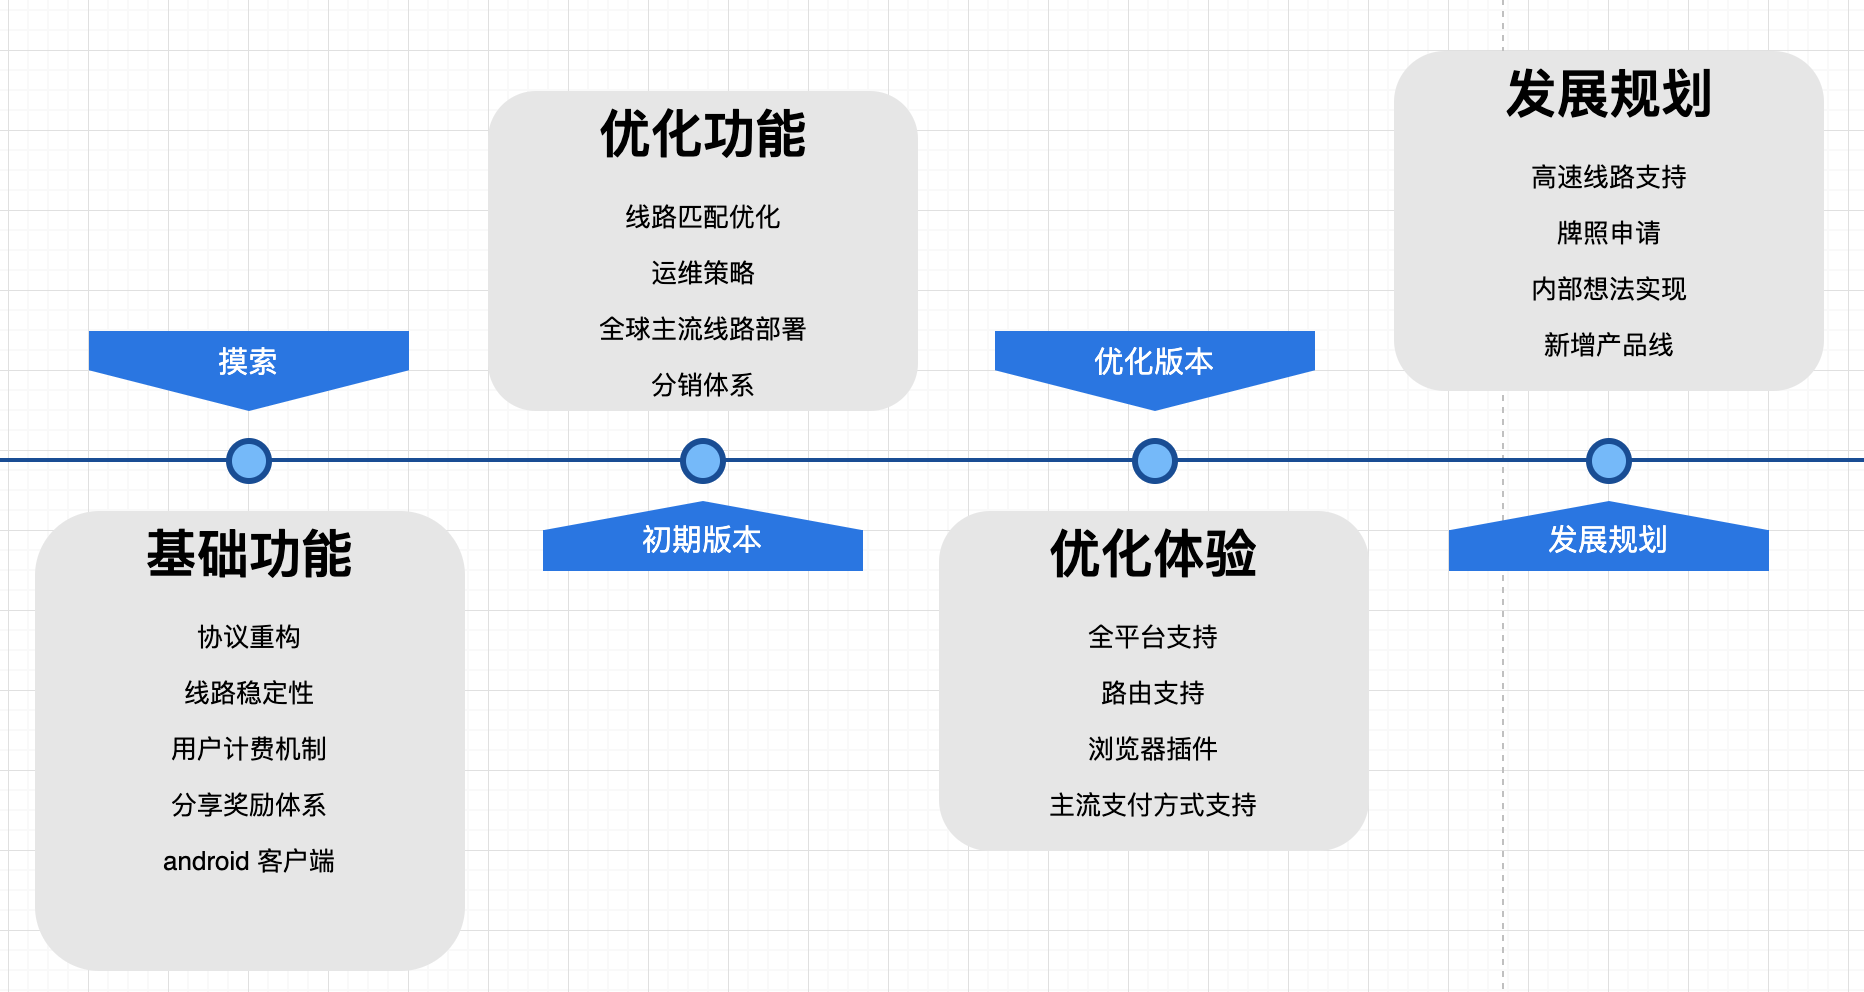 摸索
基础功能
协议重构
线路稳定性
用户计费机制
分享奖励体系
android 客户端
优化功能
线路匹配优化
运维策略
全球主流线路部署
分销体系
初期版本
优化版本
优化体验
全平台支持
路由支持
浏览器插件
主流支付方式支持
发展规划
高速线路支持
牌照申请
内部想法实现
新增产品线
发展规划